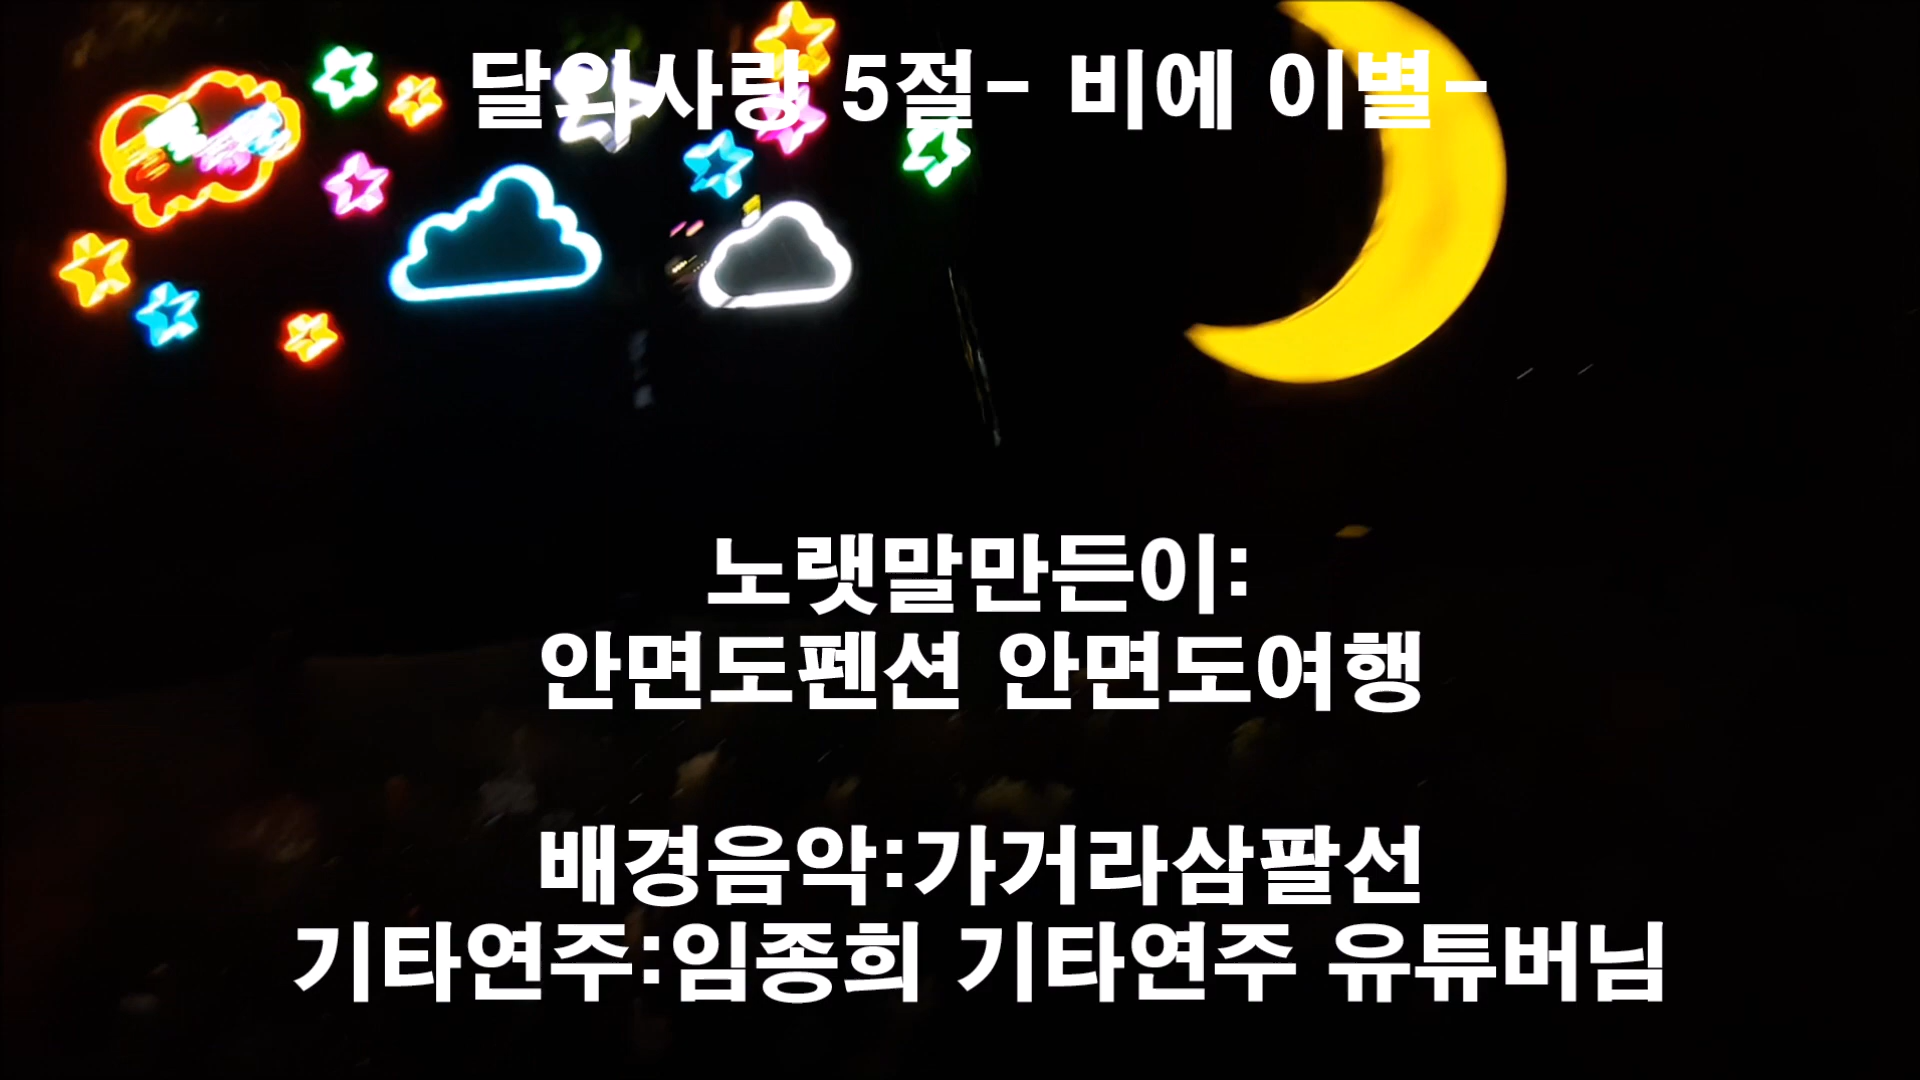 달와사랑 5절- 비에 이별-
노랫말만든이:
안면도펜션 안면도여행
배경음악:가거라삼팔선
기타연주:임종희 기타연주 유튜버님